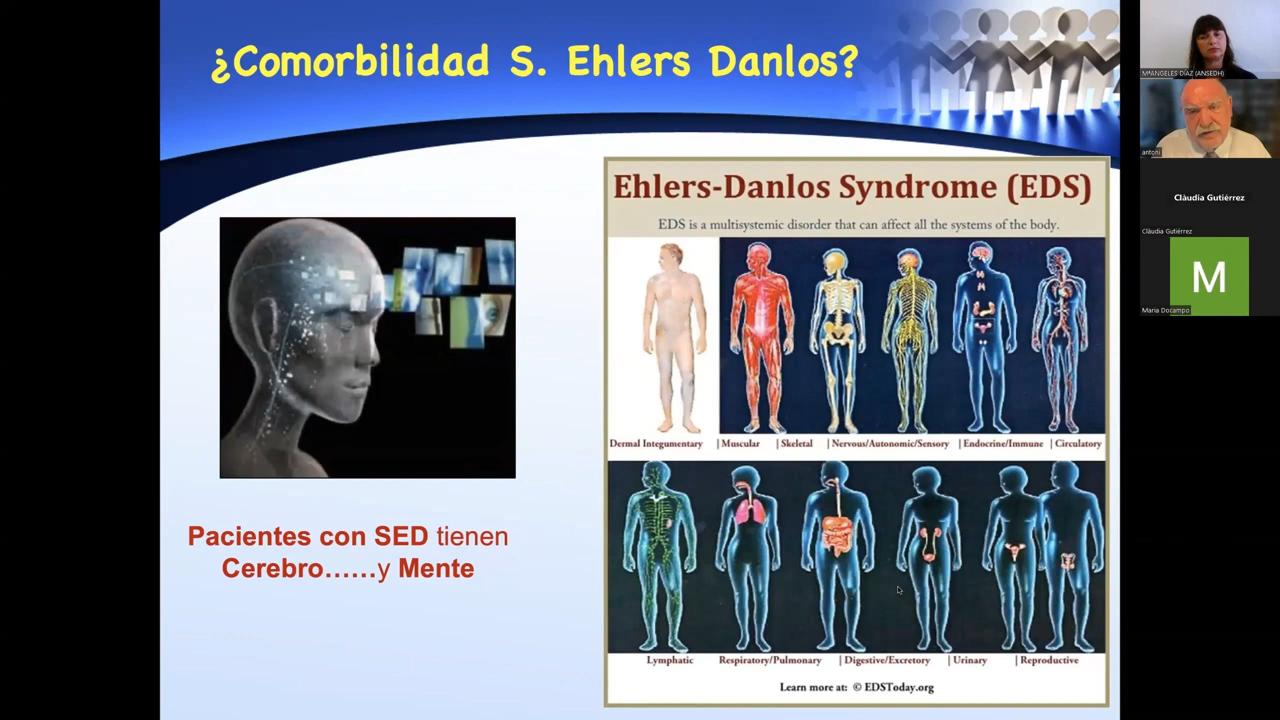 ¿Comorbilidad S. Ehlers Danlos?
Ehlers-Danlos Syndrome (EDS)
EDS is a multisystemic disorder that can affect all the systems of the body.
Dermal Integumentary | Muscular | Skeletal | Nervous/Autonomic/Sensory | Endocrine/Immune | Circulatory
Lymphatic Respiratory/Pulmonary | Digestive/Excretory | Urinary | Reproductive
Learn more at: © EDSToday.org
Pacientes con SED tienen
Cerebro......y Mente
MªANGELES DÍAZ (ANSEDH)
antoni
Clàudia Gutiérrez
Clàudia Gutiérrez
M
Maria Docampo